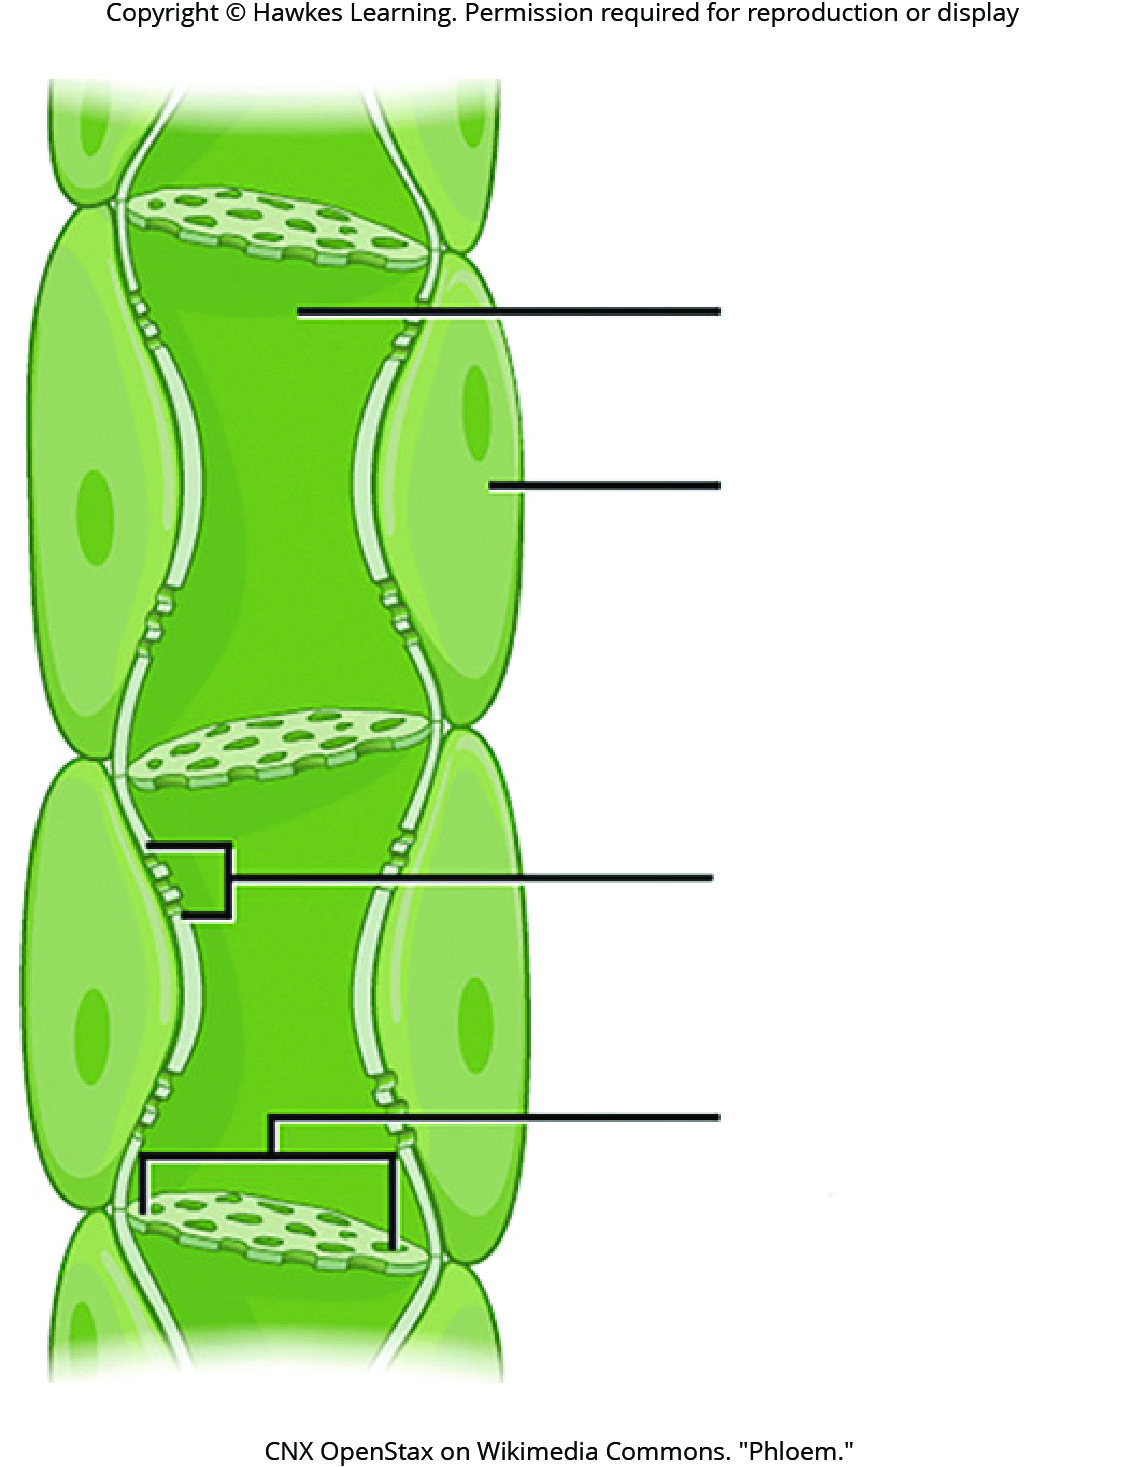 Copyright © Hawkes Learning. Permission required for reproduction or display
CNX OpenStax on Wikimedia Commons. "Phloem."